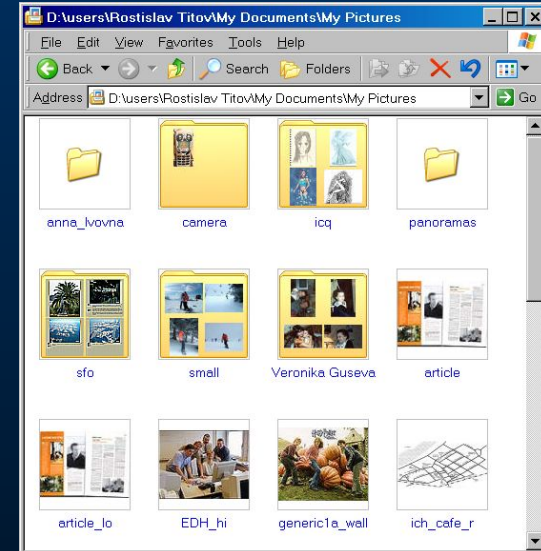 D:\users\Rostislav Titov\My Documents\My Pictures
File Edit View Favorites Tools Help
Back Search Folders
Address D:\users\Rostislav Titov\My Documents\My Pictures Go
anna_lvovna camera icq panoramas
sfo small Veronika Guseva article
article_lo EDH_hi generic1a_wall ich_cafe_r